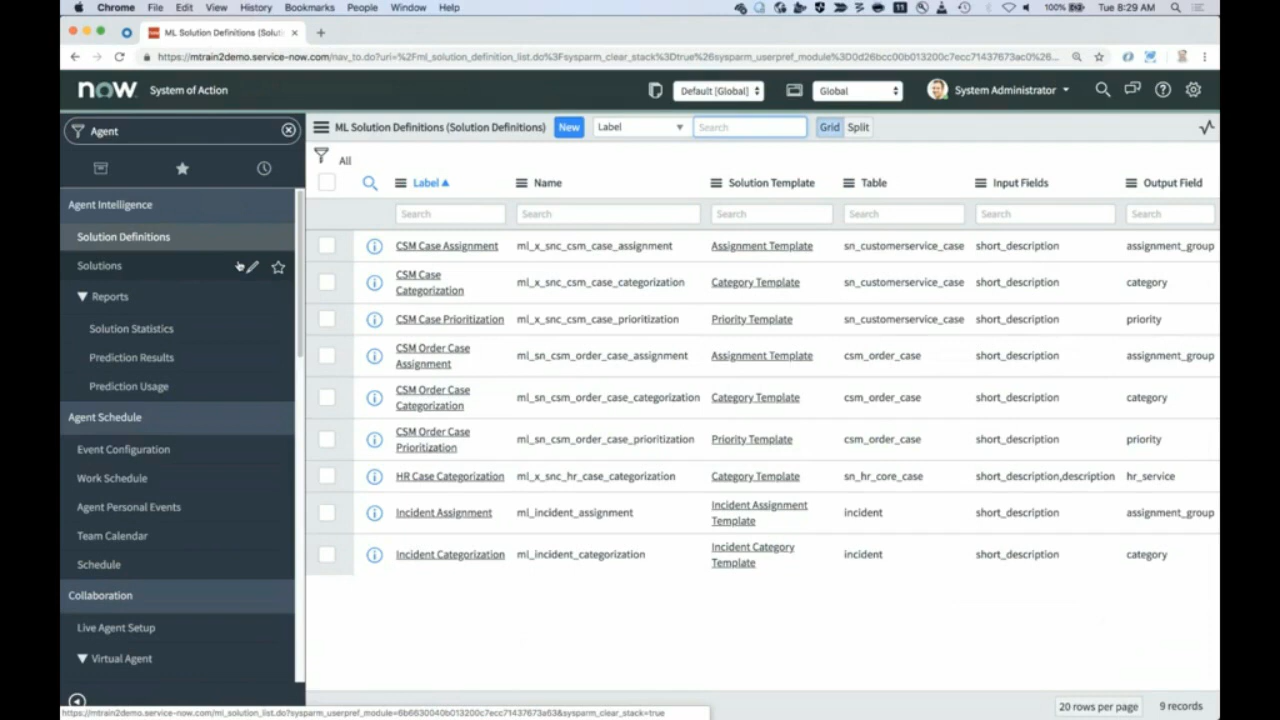 Chrome File Edit View History Bookmarks People Window Help 11 100% Tue 8:29 AM
ML Solution Definitions (Soluti
https://mtrain2demo.service-now.com/nav_to.do?uri=%2Fml_solution_definition_list.do%3Fsysparm_clear_stack%3Dtrue%26sysparm_userpref_module%3D0d26bcc00b013200c7ecc71437673ac0%26...
now System of Action Default [Global] Global System Administrator
Agent
ML Solution Definitions (Solution Definitions) New Label Search Grid Split
All
Label Name Solution Template Table Input Fields Output Field
Search Search Search Search Search Search
Agent Intelligence
Solution Definitions
Solutions
Reports
Solution Statistics
Prediction Results
Prediction Usage
Agent Schedule
Event Configuration
Work Schedule
Agent Personal Events
Team Calendar
Schedule
Collaboration
Live Agent Setup
Virtual Agent
CSM Case Assignment ml_x_snc_csm_case_assignment Assignment Template sn_customerservice_case short_description assignment_group
CSM Case
Categorization ml_x_snc_csm_case_categorization Category Template sn_customerservice_case short_description category
CSM Case Prioritization ml_x_snc_csm_case_prioritization Priority Template sn_customerservice_case short_description priority
CSM Order Case
Assignment ml_sn_csm_order_case_assignment Assignment Template csm_order_case short_description assignment_group
CSM Order Case
Categorization ml_sn_csm_order_case_categorization Category Template csm_order_case short_description category
CSM Order Case
Prioritization ml_sn_csm_order_case_prioritization Priority Template csm_order_case short_description priority
HR Case Categorization ml_x_snc_hr_case_categorization Category Template sn_hr_core_case short_description,description hr_service
Incident Assignment ml_incident_assignment Incident Assignment
Template incident short_description assignment_group
Incident Categorization ml_incident_categorization Incident Category
Template incident short_description category
20 rows per page 9 records
https://mtrain2demo.service-now.com/ml_solution_list.do?sysparm_userpref_module=6b6630040b013200c7ecc71437673a63&sysparm_clear_stack=true